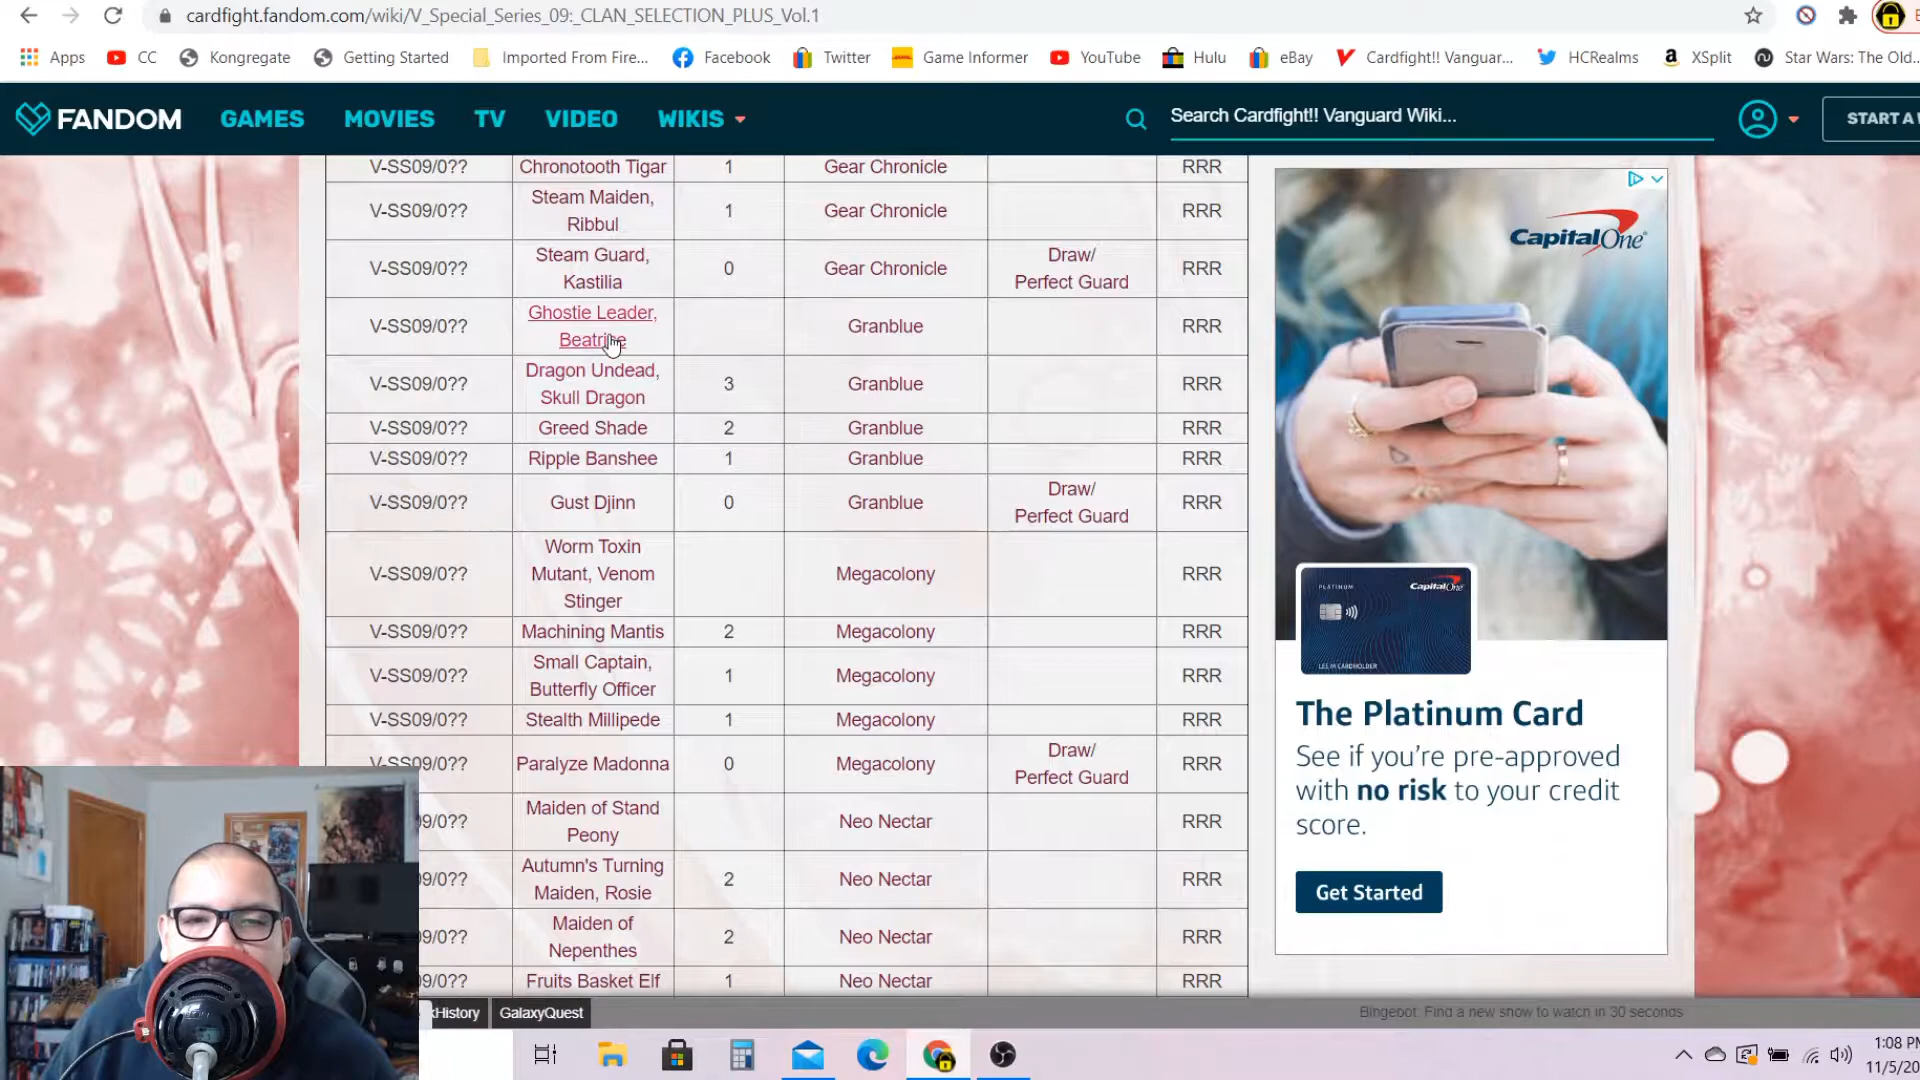 cardfight.fandom.com/wiki/V_Special_Series_09:_CLAN_SELECTION_PLUS_Vol.1
Apps CC Kongregate Getting Started Imported From Fire... Facebook Twitter Game Informer YouTube Hulu eBay Cardfight!! Vanguar... HCRealms XSplit Star Wars: The Old...
FANDOM GAMES MOVIES TV VIDEO WIKIS Search Cardfight!! Vanguard Wiki... START A
V-SS09/0?? Chronotooth Tigar 1 Gear Chronicle RRR
V-SS09/0?? Steam Maiden, Ribbul 1 Gear Chronicle RRR
V-SS09/0?? Steam Guard, Kastilia 0 Gear Chronicle Draw/ Perfect Guard RRR
V-SS09/0?? Ghostie Leader, Beatrice Granblue RRR
V-SS09/0?? Dragon Undead, Skull Dragon 3 Granblue RRR
V-SS09/0?? Greed Shade 2 Granblue RRR
V-SS09/0?? Ripple Banshee 1 Granblue RRR
V-SS09/0?? Gust Djinn 0 Granblue Draw/ Perfect Guard RRR
V-SS09/0?? Worm Toxin Mutant, Venom Stinger Megacolony RRR
V-SS09/0?? Machining Mantis 2 Megacolony RRR
V-SS09/0?? Small Captain, Butterfly Officer 1 Megacolony RRR
V-SS09/0?? Stealth Millipede 1 Megacolony RRR
V-SS09/0?? Paralyze Madonna 0 Megacolony Draw/ Perfect Guard RRR
9/0?? Maiden of Stand Peony Neo Nectar RRR
9/0?? Autumn's Turning Maiden, Rosie 2 Neo Nectar RRR
9/0?? Maiden of Nepenthes 2 Neo Nectar RRR
9/0?? Fruits Basket Elf 1 Neo Nectar RRR
CapitalOne
PLATINUM CapitalOne
LEE M CARDHOLDER
The Platinum Card
See if you're pre-approved
with no risk to your credit
score.
Get Started
kHistory GalaxyQuest Bingebot: Find a new show to watch in 30 seconds
1:08 PM
11/5/20